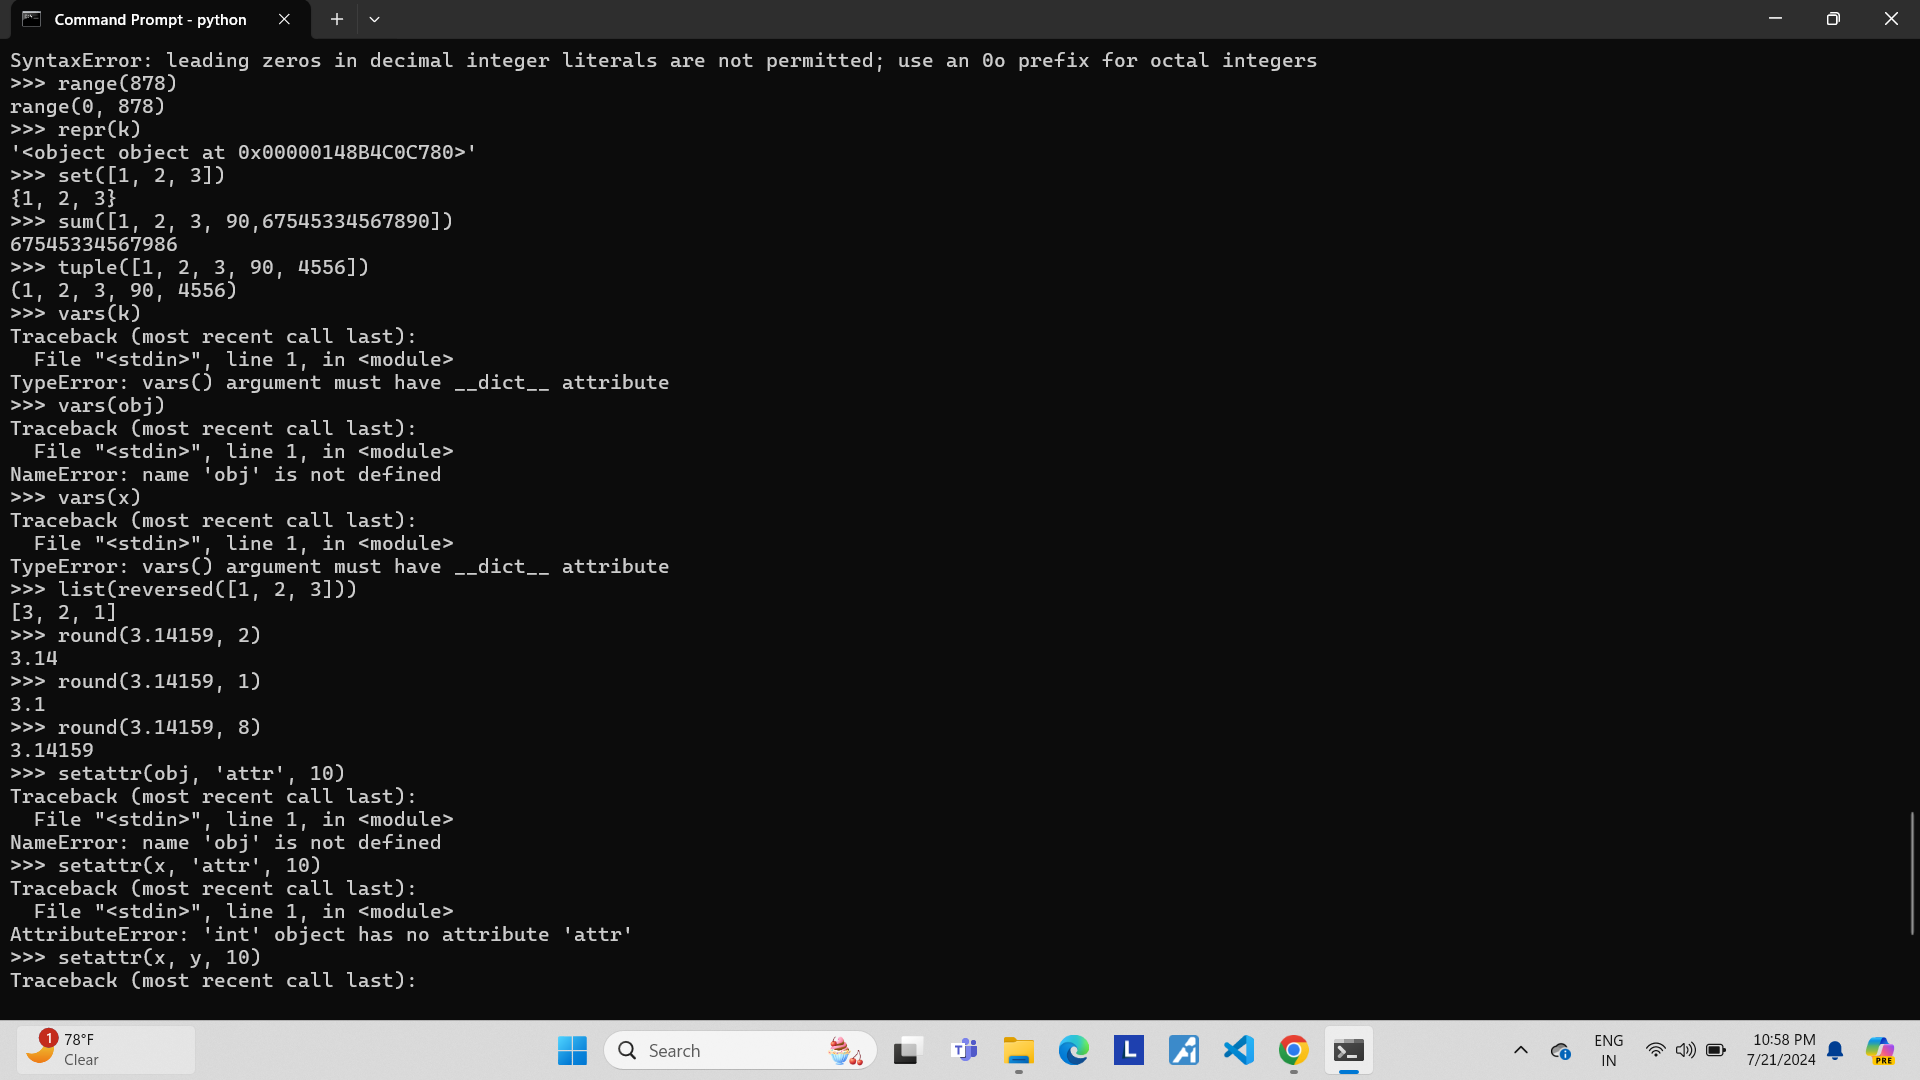 Command Prompt - python
SyntaxError: leading zeros in decimal integer literals are not permitted; use an 0o prefix for octal integers
>>> range(878)
range(0, 878)
>>> repr(k)
'<object object at 0x00000148B4C0C780>'
>>> set([1, 2, 3])
{1, 2, 3}
>>> sum([1, 2, 3, 90,67545334567890])
67545334567986
>>> tuple([1, 2, 3, 90, 4556])
(1, 2, 3, 90, 4556)
>>> vars(k)
Traceback (most recent call last):
  File "<stdin>", line 1, in <module>
TypeError: vars() argument must have __dict__ attribute
>>> vars(obj)
Traceback (most recent call last):
  File "<stdin>", line 1, in <module>
NameError: name 'obj' is not defined
>>> vars(x)
Traceback (most recent call last):
  File "<stdin>", line 1, in <module>
TypeError: vars() argument must have __dict__ attribute
>>> list(reversed([1, 2, 3]))
[3, 2, 1]
>>> round(3.14159, 2)
3.14
>>> round(3.14159, 1)
3.1
>>> round(3.14159, 8)
3.14159
>>> setattr(obj, 'attr', 10)
Traceback (most recent call last):
  File "<stdin>", line 1, in <module>
NameError: name 'obj' is not defined
>>> setattr(x, 'attr', 10)
Traceback (most recent call last):
  File "<stdin>", line 1, in <module>
AttributeError: 'int' object has no attribute 'attr'
>>> setattr(x, y, 10)
Traceback (most recent call last):
1
78°F
Clear
Search
T
L
ENG
IN
10:58 PM
7/21/2024
PRE